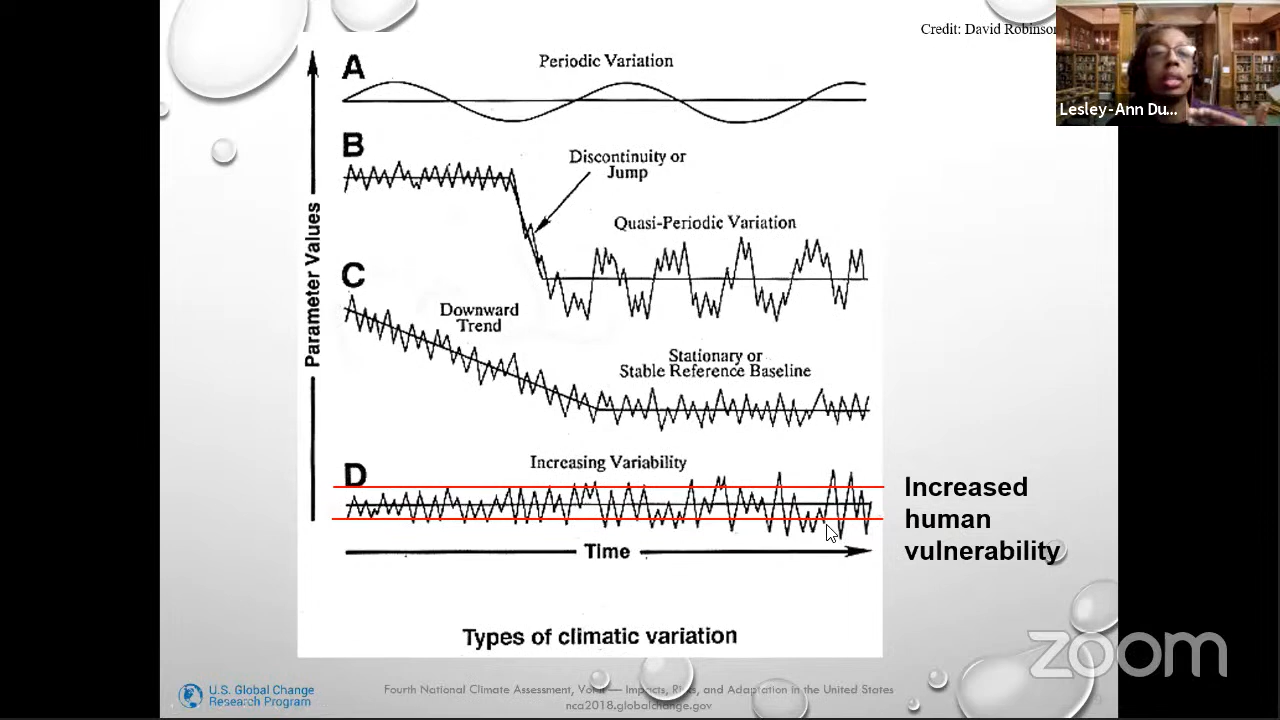 Credit: David Robinson
Lesley-Ann Du...
A
Periodic Variation
B
Discontinuity or
Jump
Quasi-Periodic Variation
C
Downward
Trend
Stationary or
Stable Reference Baseline
D
Increasing Variability
Parameter Values
Time
Increased
human
vulnerability
Types of climatic variation
zoom
U.S. Global Change
Research Program
Fourth National Climate Assessment, Vol II — Impacts, Risks, and Adaptation in the United States
nca2018.globalchange.gov